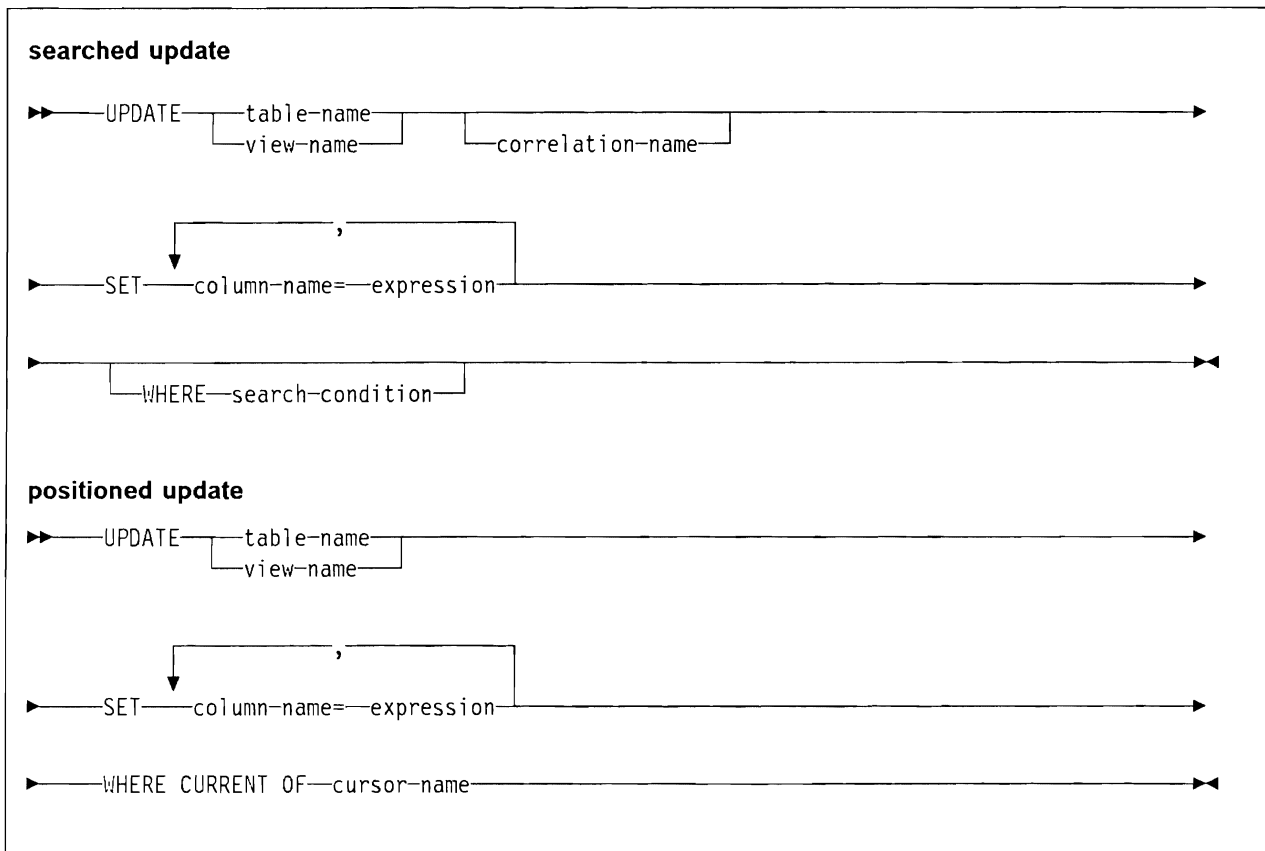 searched update
UPDATE table-name
view-name correlation-name
,
SET column-name= expression
WHERE search-condition
positioned update
UPDATE table-name
view-name
,
SET column-name= expression
WHERE CURRENT OF cursor-name